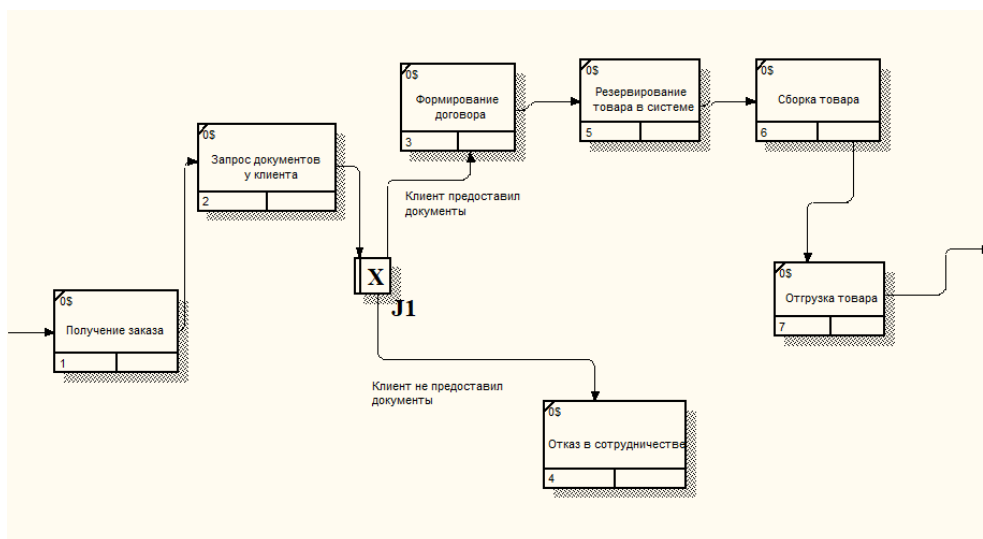 0$
Получение заказа
1
0$
Запрос документов
у клиента
2
X
J1
0$
Формирование
договора
3
Клиент предоставил
документы
0$
Резервирование
товара в системе
5
0$
Сборка товара
6
0$
Отгрузка товара
7
Клиент не предоставил
документы
0$
Отказ в сотрудничестве
4